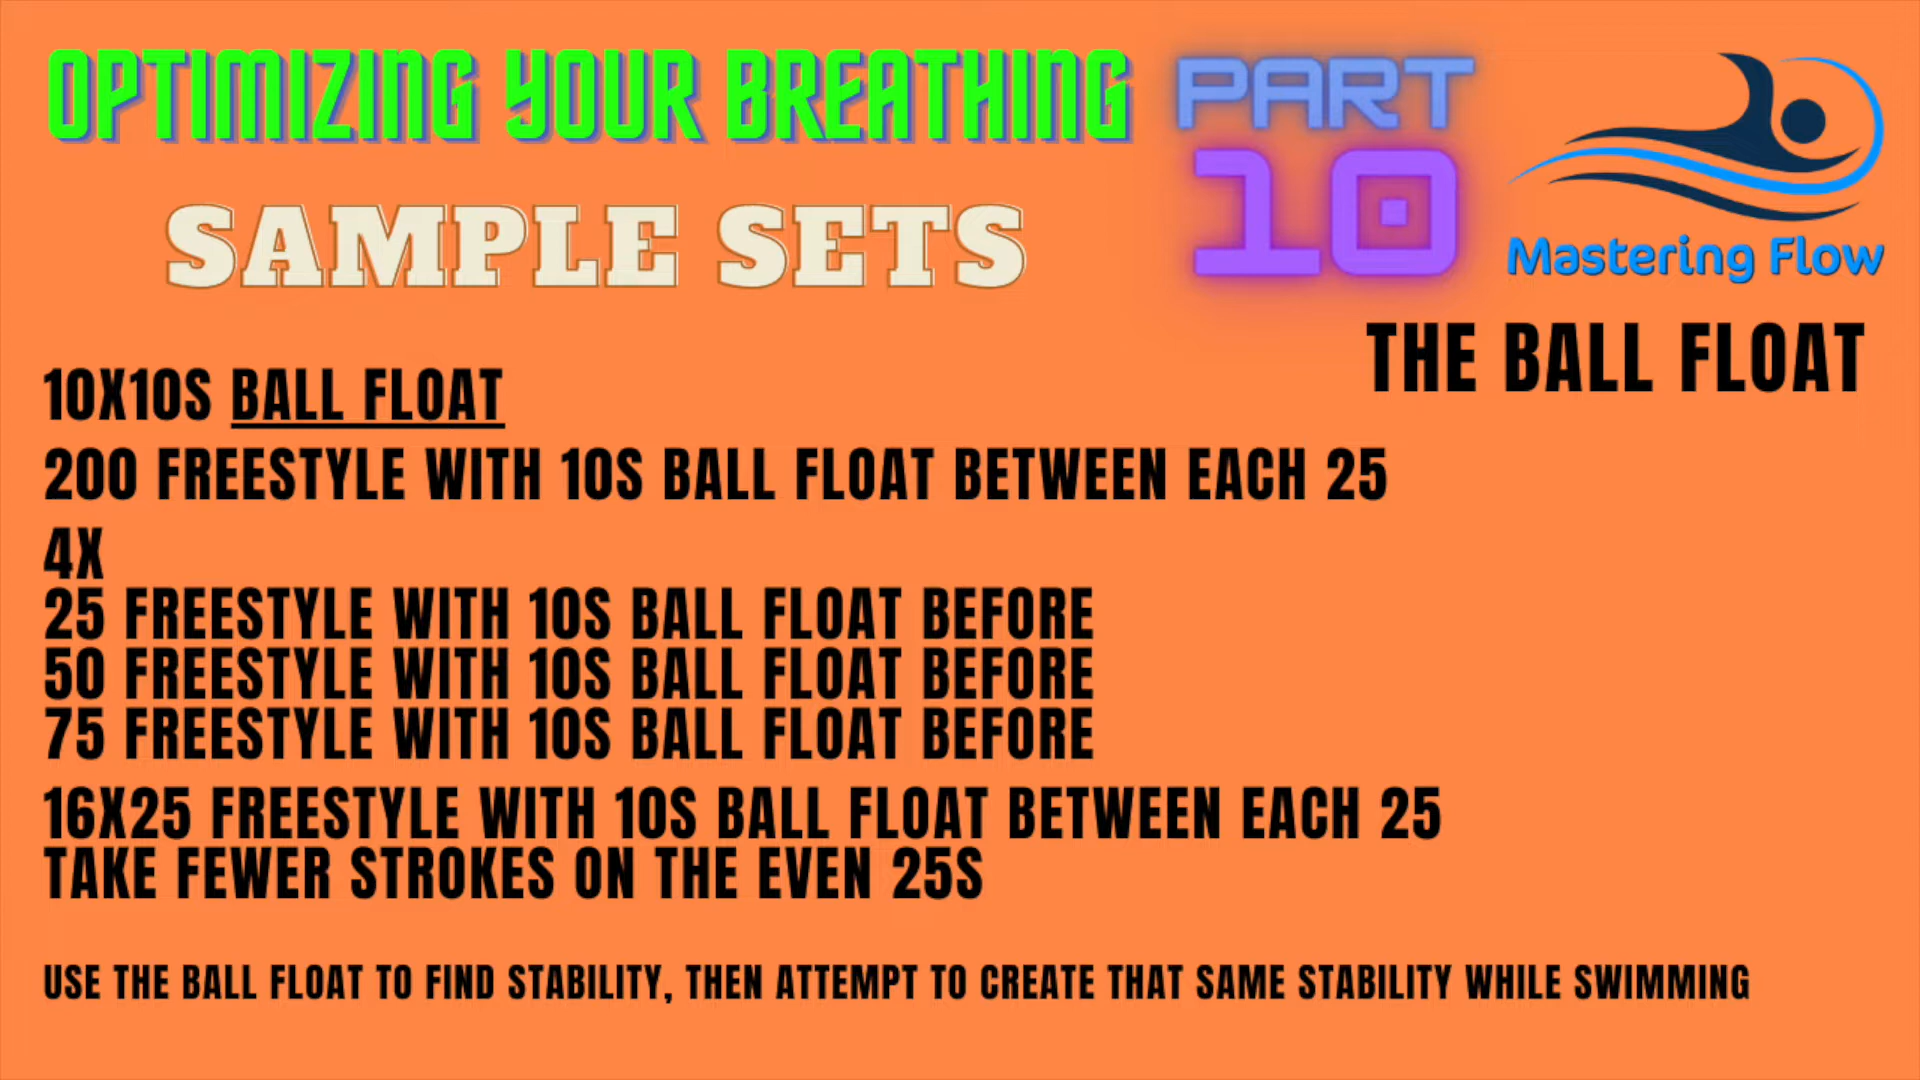 OPTIMIZING YOUR BREATHING
PART
10
SAMPLE SETS
Mastering Flow
THE BALL FLOAT
10X10S BALL FLOAT
200 FREESTYLE WITH 10S BALL FLOAT BETWEEN EACH 25
4X
25 FREESTYLE WITH 10S BALL FLOAT BEFORE
50 FREESTYLE WITH 10S BALL FLOAT BEFORE
75 FREESTYLE WITH 10S BALL FLOAT BEFORE
16X25 FREESTYLE WITH 10S BALL FLOAT BETWEEN EACH 25
TAKE FEWER STROKES ON THE EVEN 25S
USE THE BALL FLOAT TO FIND STABILITY, THEN ATTEMPT TO CREATE THAT SAME STABILITY WHILE SWIMMING